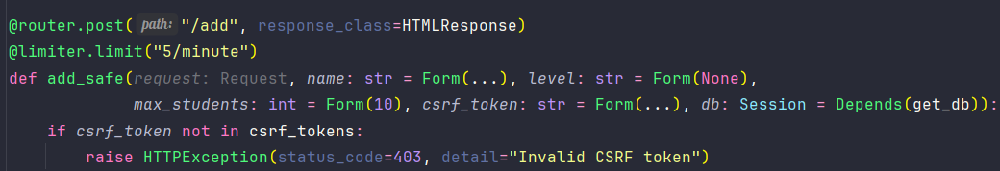 @router.post( path: "/add", response_class=HTMLResponse)
@limiter.limit("5/minute")
def add_safe(request: Request, name: str = Form(...), level: str = Form(None),
             max_students: int = Form(10), csrf_token: str = Form(...), db: Session = Depends(get_db)):
    if csrf_token not in csrf_tokens:
        raise HTTPException(status_code=403, detail="Invalid CSRF token")